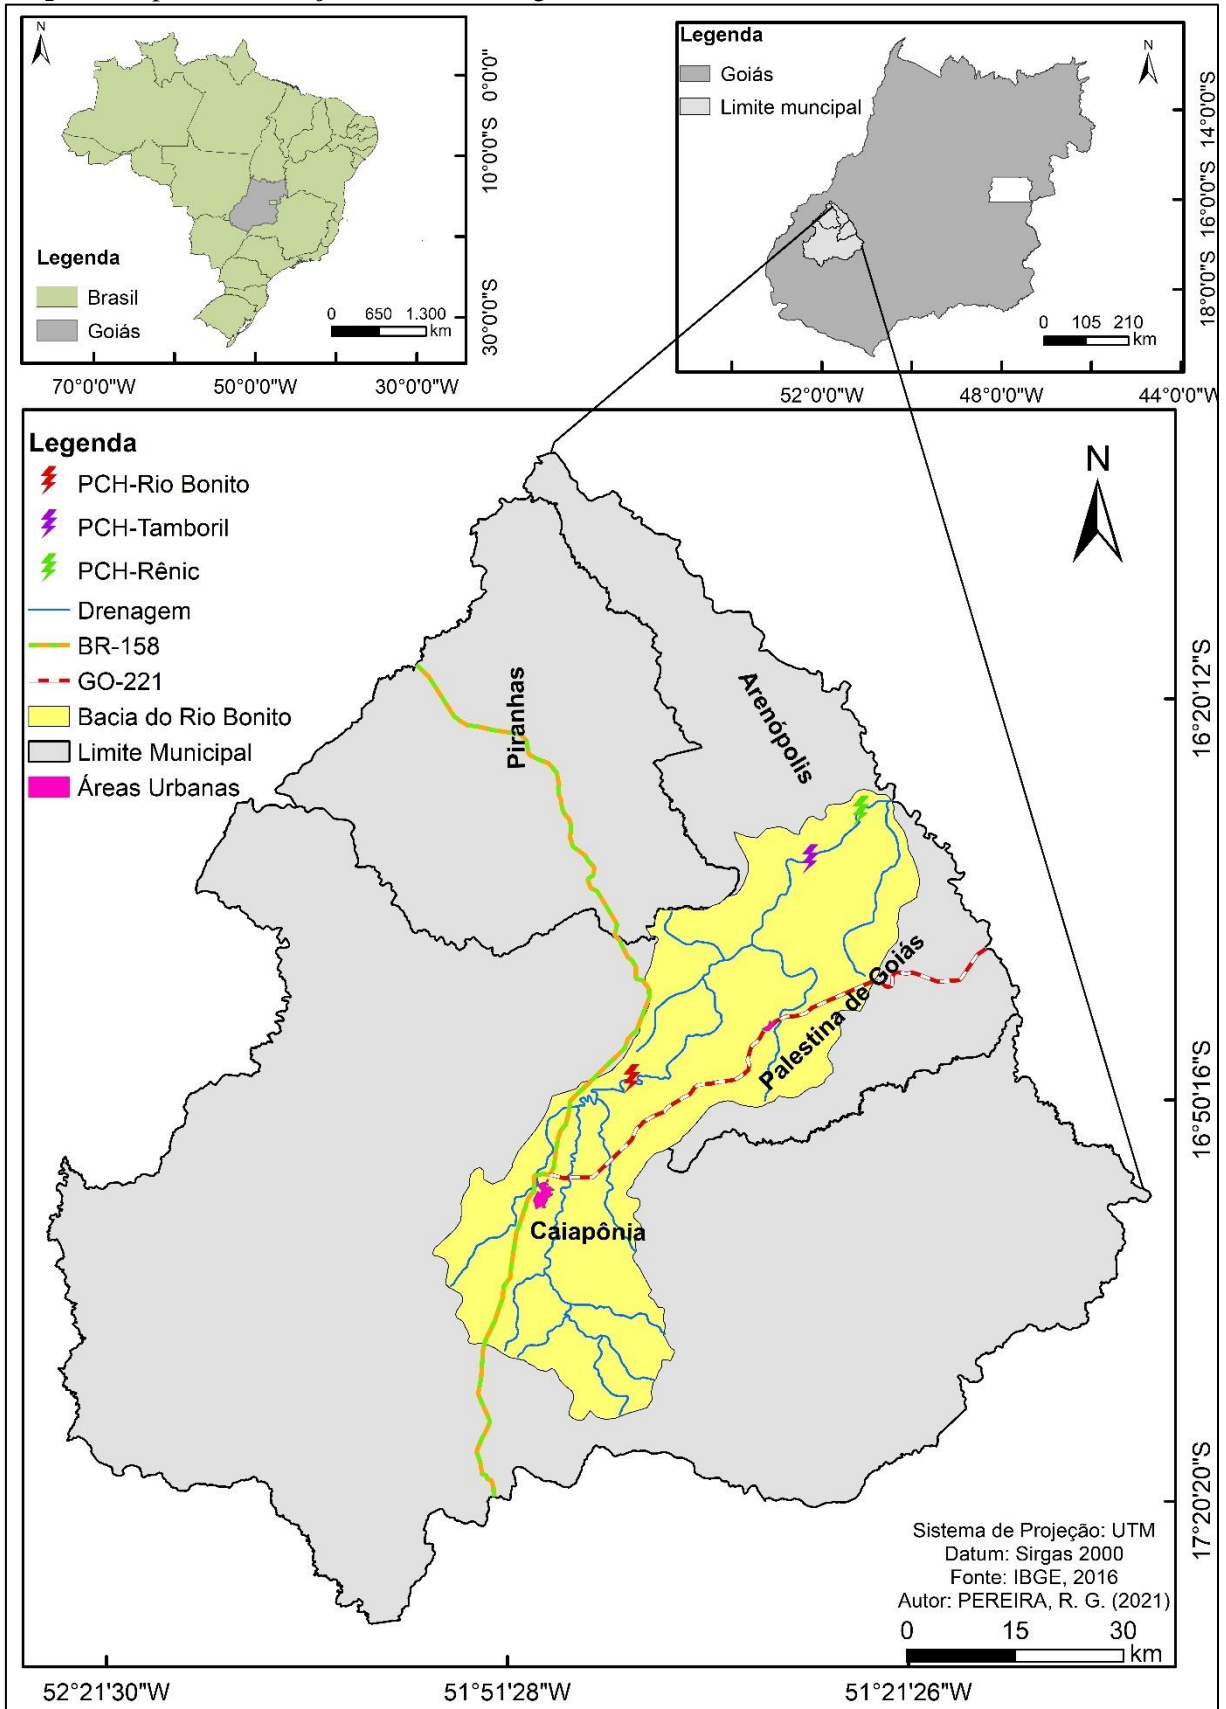 N
0°0'0"
10°0'0"S
30°0'0"S
Legenda
Brasil
Goiás
0 650 1.300
km
70°0'0"W 50°0'0"W 30°0'0"W
Legenda
Goiás
Limite muncipal
N
14°0'0"S
16°0'0"S
18°0'0"S
0 105 210
km
52°0'0"W 48°0'0"W 44°0'0"W
Legenda
PCH-Rio Bonito
PCH-Tamboril
PCH-Rênic
Drenagem
BR-158
GO-221
Bacia do Rio Bonito
Limite Municipal
Áreas Urbanas
N
Piranhas
Arenópolis
Palestina de Goiás
Caiapônia
16°20'12"S
16°50'16"S
17°20'20"S
Sistema de Projeção: UTM
Datum: Sirgas 2000
Fonte: IBGE, 2016
Autor: PEREIRA, R. G. (2021)
0 15 30
km
52°21'30"W 51°51'28"W 51°21'26"W